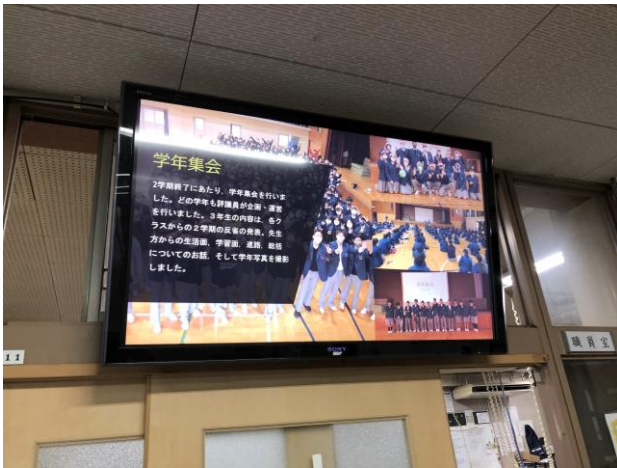 学年集会
2学期終了にあたり、学年集会を行いま
した。どの学年も評議員が企画・運営
を行いました。3年生の内容は、各ク
ラスからの2学期の反省の発表。先生
方からの生活面、学習面、進路、総括
についてのお話、そして学年写真を撮影
しました。
SONY
11
職員室